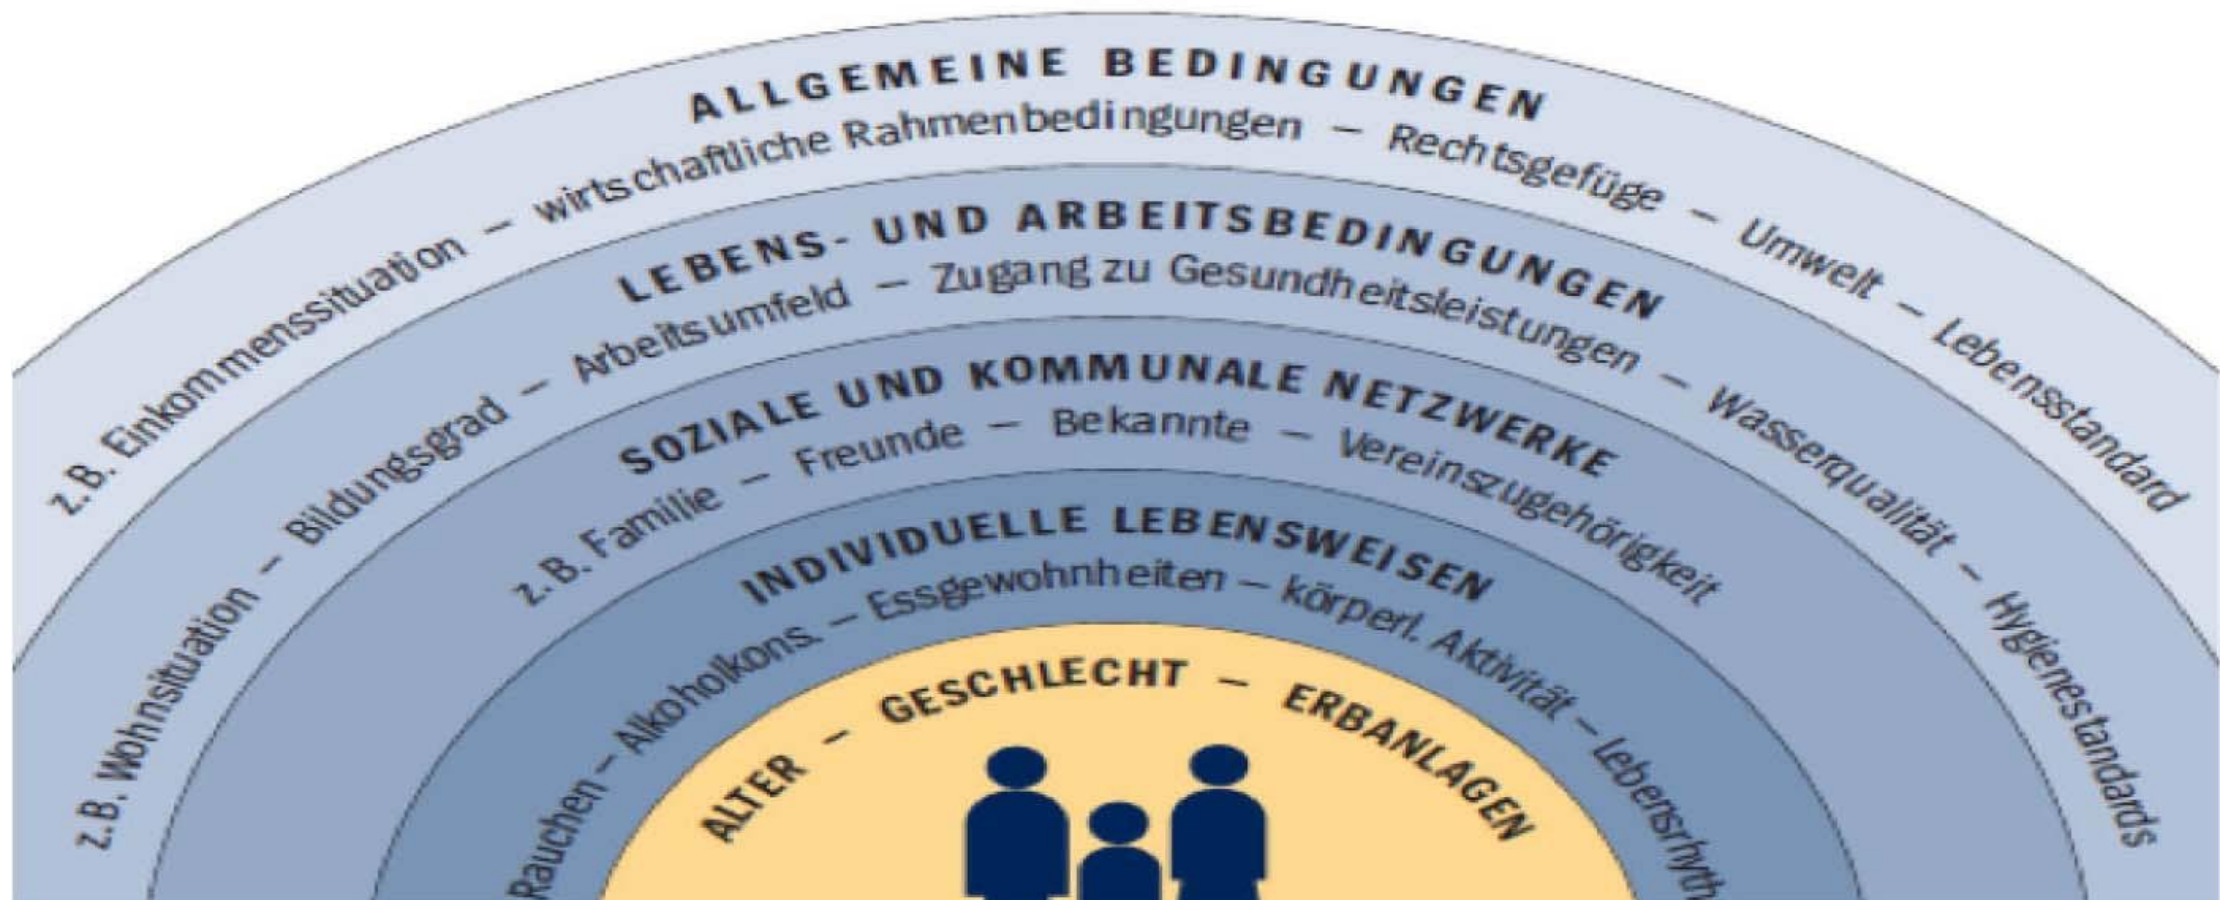 ALLGEMEINE BEDINGUNGEN
z. B. Einkommenssituation – wirtschaftliche Rahmenbedingungen – Rechtsgefüge – Umwelt – Lebensstandard
LEBENS- UND ARBEITSBEDINGUNGEN
z.B. Wohnsituation – Bildungsgrad – Arbeitsumfeld – Zugang zu Gesundheitsleistungen – Wasserqualität – Hygienestandards
SOZIALE UND KOMMUNALE NETZWERKE
z. B. Familie – Freunde – Bekannte – Vereinszugehörigkeit
INDIVIDUELLE LEBENSWEISEN
Rauchen – Alkoholkons. – Essgewohnheiten – körperl. Aktivität – Lebensrhyth
ALTER – GESCHLECHT – ERBANLAGEN